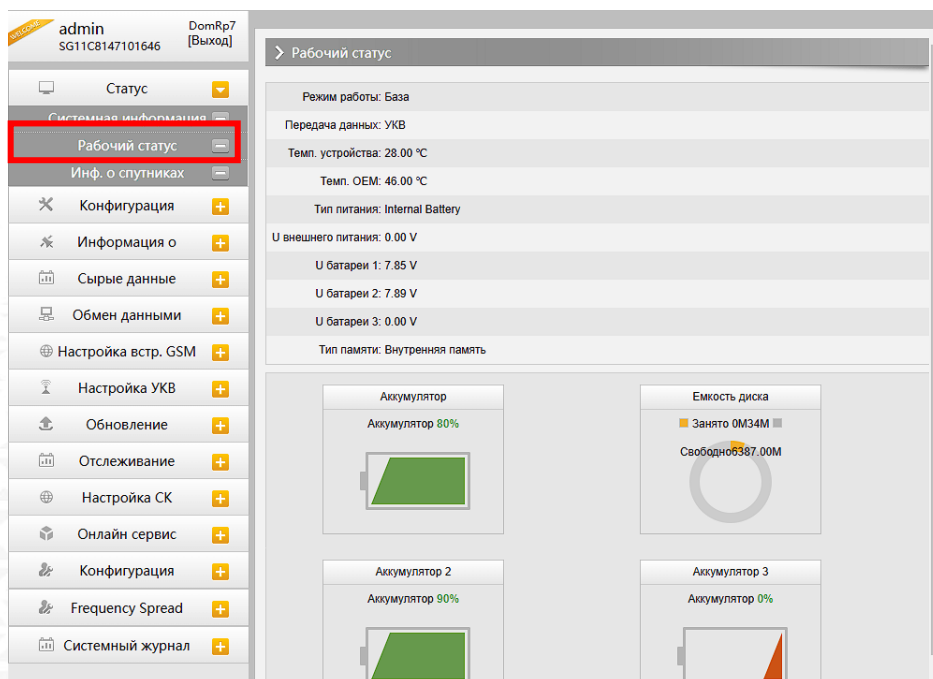 WELCOME
admin
DomRp7
SG11C8147101646
[Выход]
Статус
Системная информация
Рабочий статус
Инф. о спутниках
Конфигурация
Информация о
Сырые данные
Обмен данными
Настройка встр. GSM
Настройка УКВ
Обновление
Отслеживание
Настройка СК
Онлайн сервис
Конфигурация
Frequency Spread
Системный журнал
Рабочий статус
Режим работы: База
Передача данных: УКВ
Темп. устройства: 28.00 ℃
Темп. OEM: 46.00 ℃
Тип питания: Internal Battery
U внешнего питания: 0.00 V
U батареи 1: 7.85 V
U батареи 2: 7.89 V
U батареи 3: 0.00 V
Тип памяти: Внутренняя память
Аккумулятор
Аккумулятор 80%
Емкость диска
Занято 0M34M
Свободно6387.00M
Аккумулятор 2
Аккумулятор 90%
Аккумулятор 3
Аккумулятор 0%